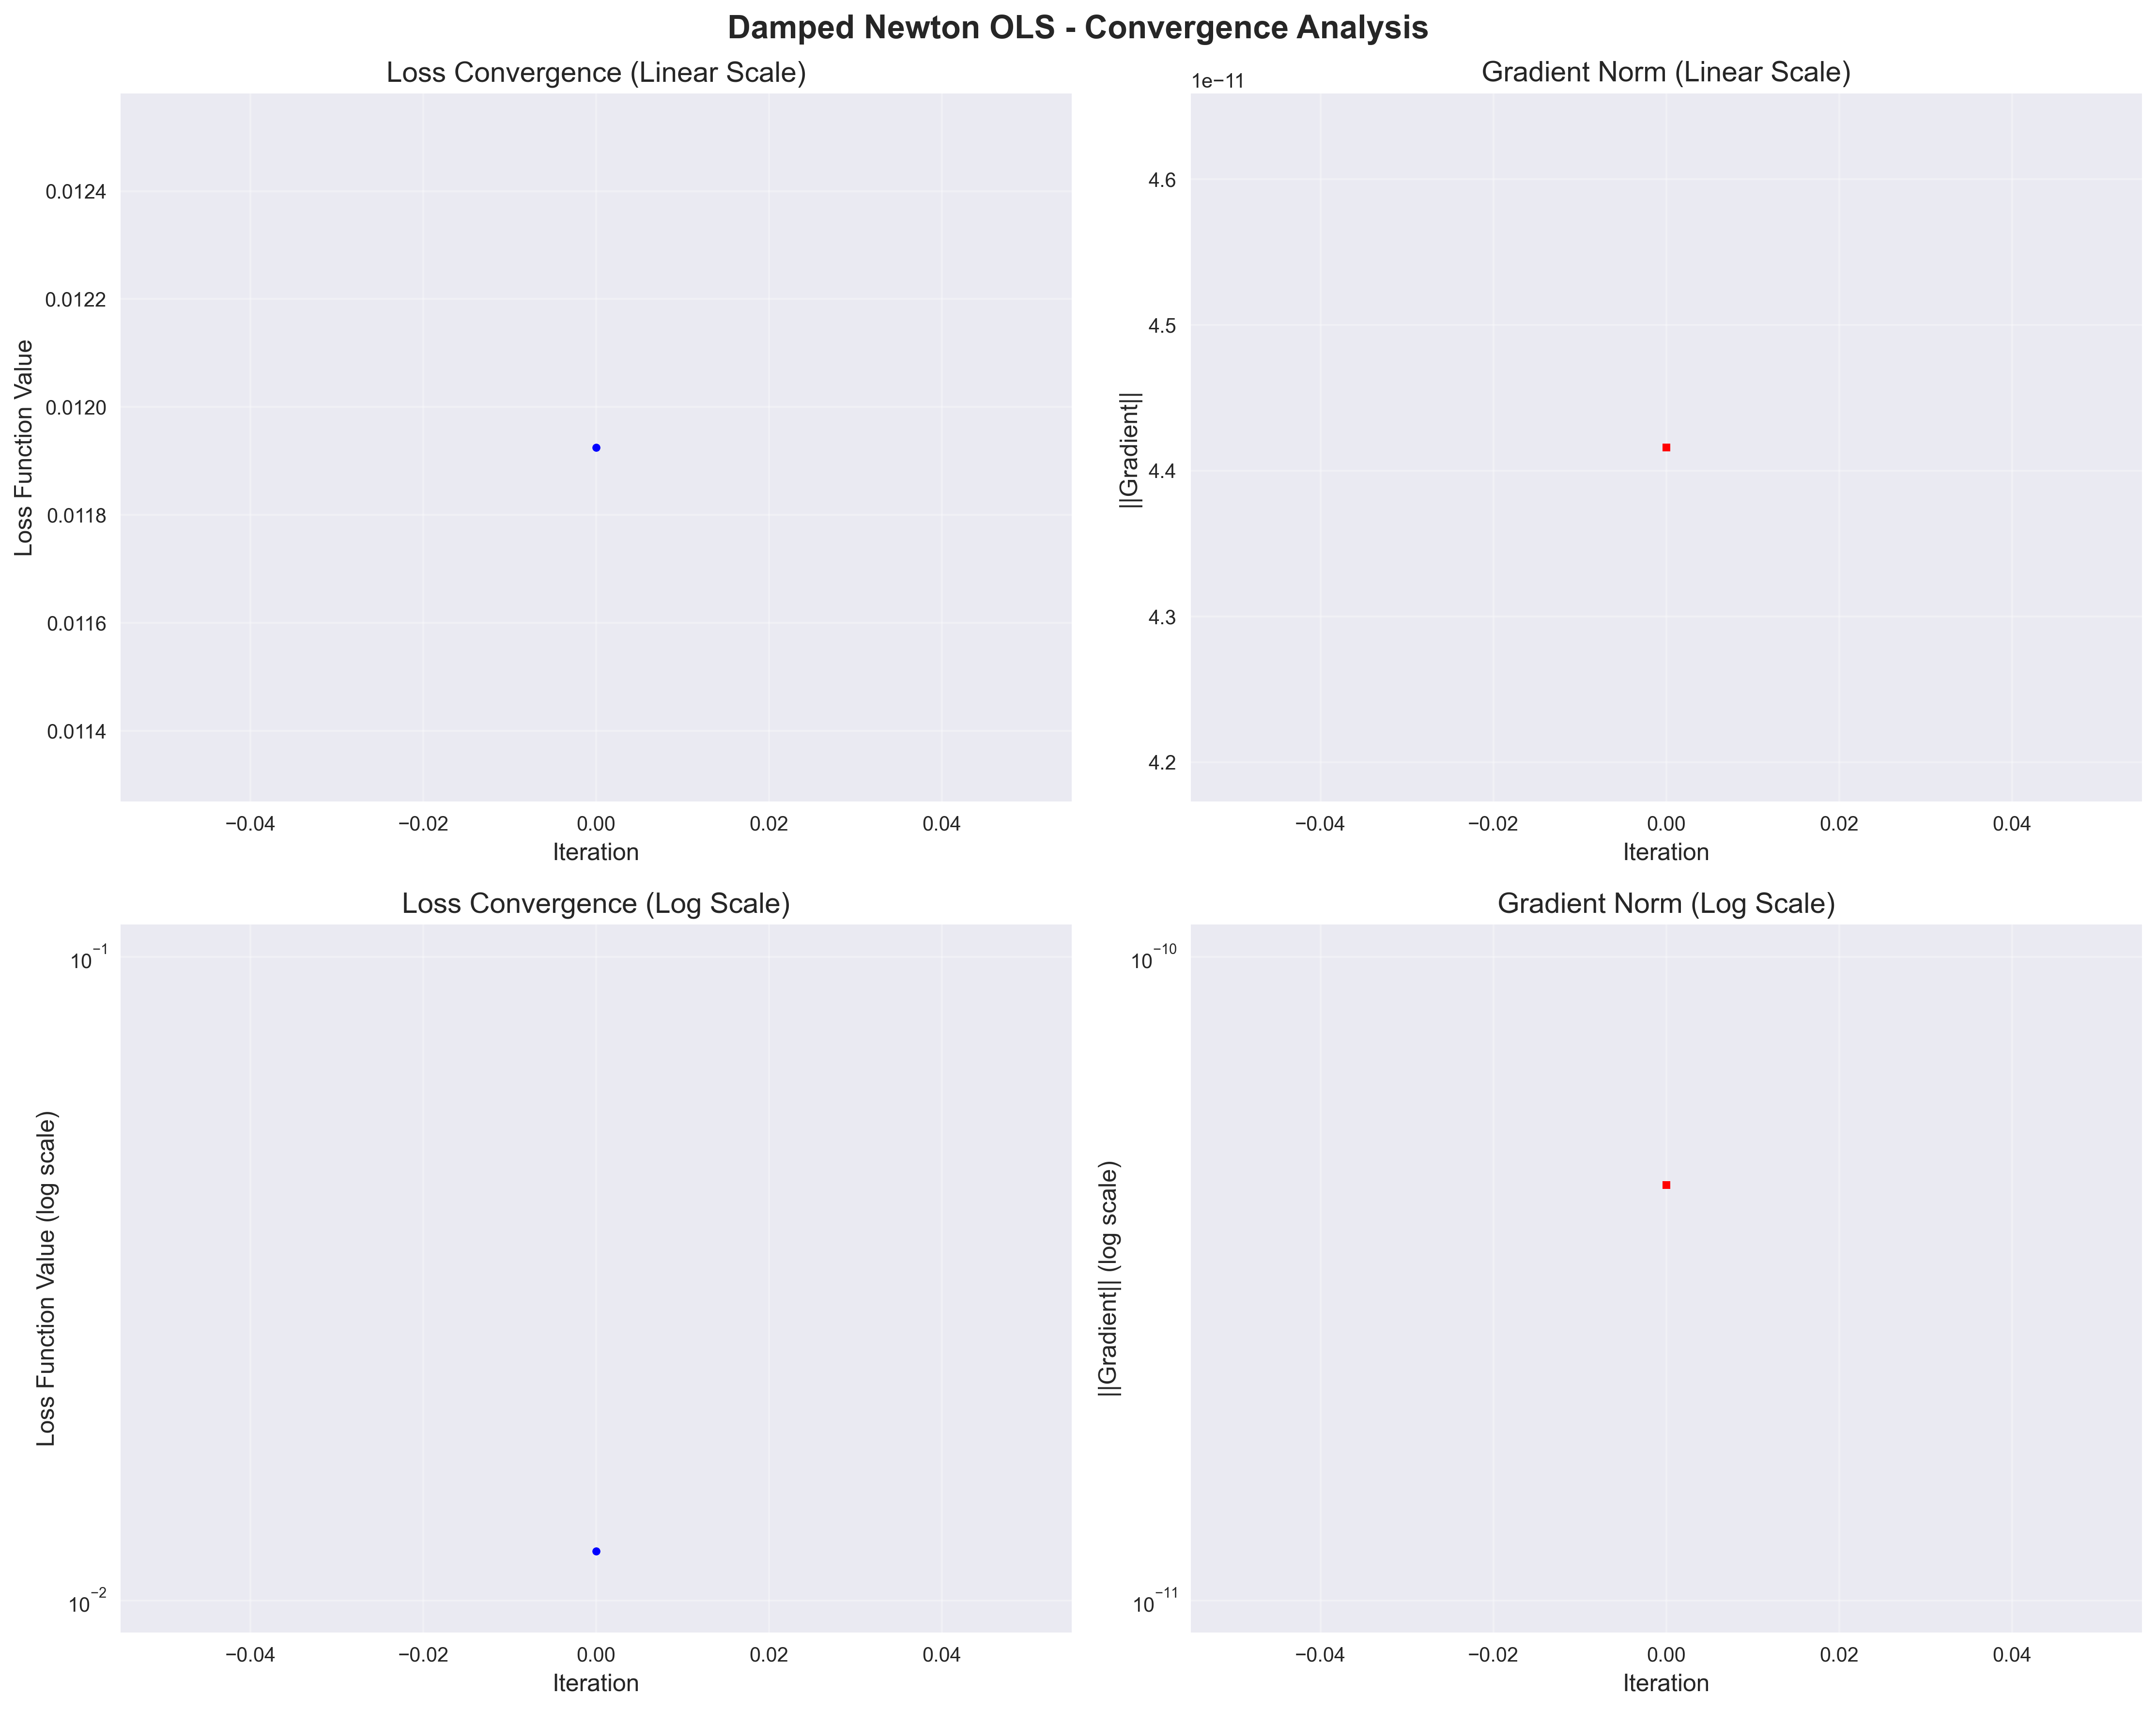 Damped Newton OLS - Convergence Analysis
Loss Convergence (Linear Scale)
Loss Function Value
0.0124
0.0122
0.0120
0.0118
0.0116
0.0114
−0.04 −0.02 0.00 0.02 0.04
Iteration
Gradient Norm (Linear Scale)
1e−11
||Gradient||
4.6
4.5
4.4
4.3
4.2
−0.04 −0.02 0.00 0.02 0.04
Iteration
Loss Convergence (Log Scale)
Loss Function Value (log scale)
10⁻¹
10⁻²
−0.04 −0.02 0.00 0.02 0.04
Iteration
Gradient Norm (Log Scale)
||Gradient|| (log scale)
10⁻¹⁰
10⁻¹¹
−0.04 −0.02 0.00 0.02 0.04
Iteration